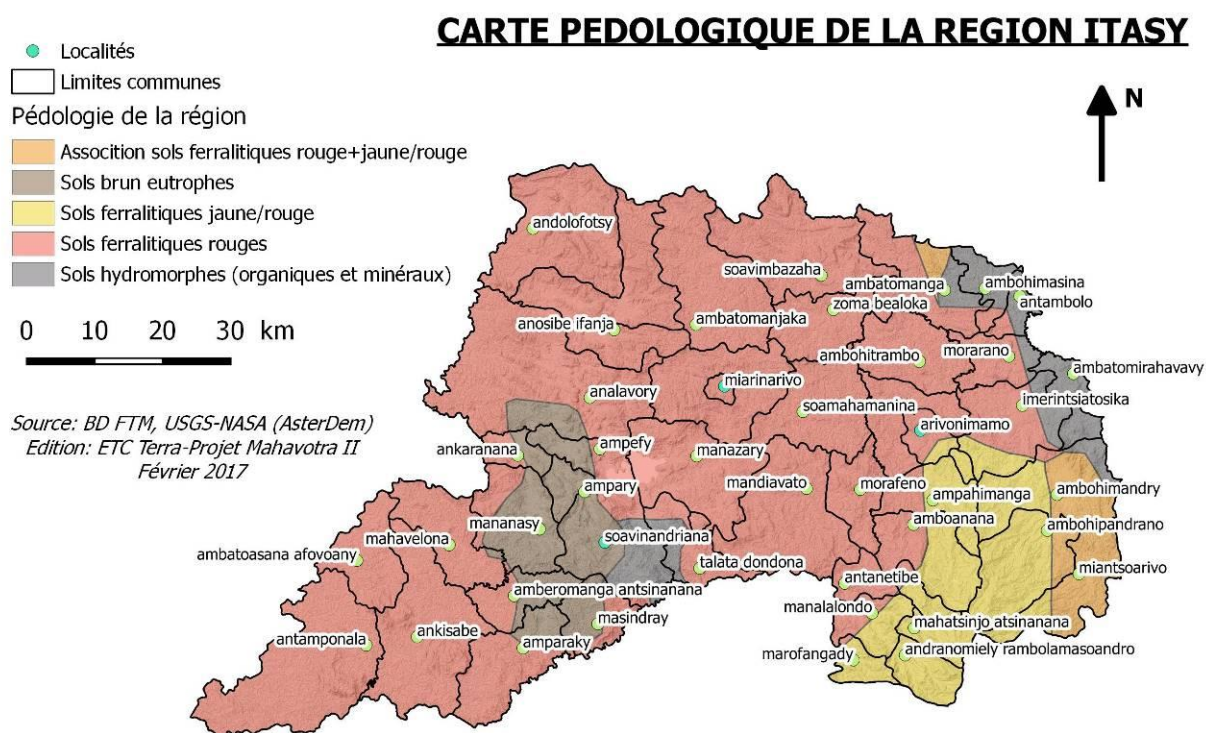 CARTE PEDOLOGIQUE DE LA REGION ITASY
Localités
Limites communes
Pédologie de la région
Assocition sols ferralitiques rouge+jaune/rouge
Sols brun eutrophes
Sols ferralitiques jaune/rouge
Sols ferralitiques rouges
Sols hydromorphes (organiques et minéraux)
0 10 20 30 km
Source: BD FTM, USGS-NASA (AsterDem)
Edition: ETC Terra-Projet Mahavotra II
Février 2017
N
andolofotsy
soavimbazaha
ambatomanga
ambohimasina
antambolo
zoma bealoka
anosibe ifanja
ambatomanjaka
ambohitrambo
morarano
ambatomirahavavy
miarinarivo
analavory
soamahamanina
imerintsiatosika
arivonimamo
ankaranana
ampefy
manazary
mandiavato
morafeno
ampary
ampahimanga
ambohimandry
mananasy
amboanana
ambohipandrano
soavinandriana
mahavelona
ambatoasana afovoany
talata dondona
miantsoarivo
antanetibe
amberomanga antsinanana
manalalondo
masindray
mahatsinjo atsinanana
antamponala
ankisabe
amparaky
marofangady
andranomiely rambolamasoandro